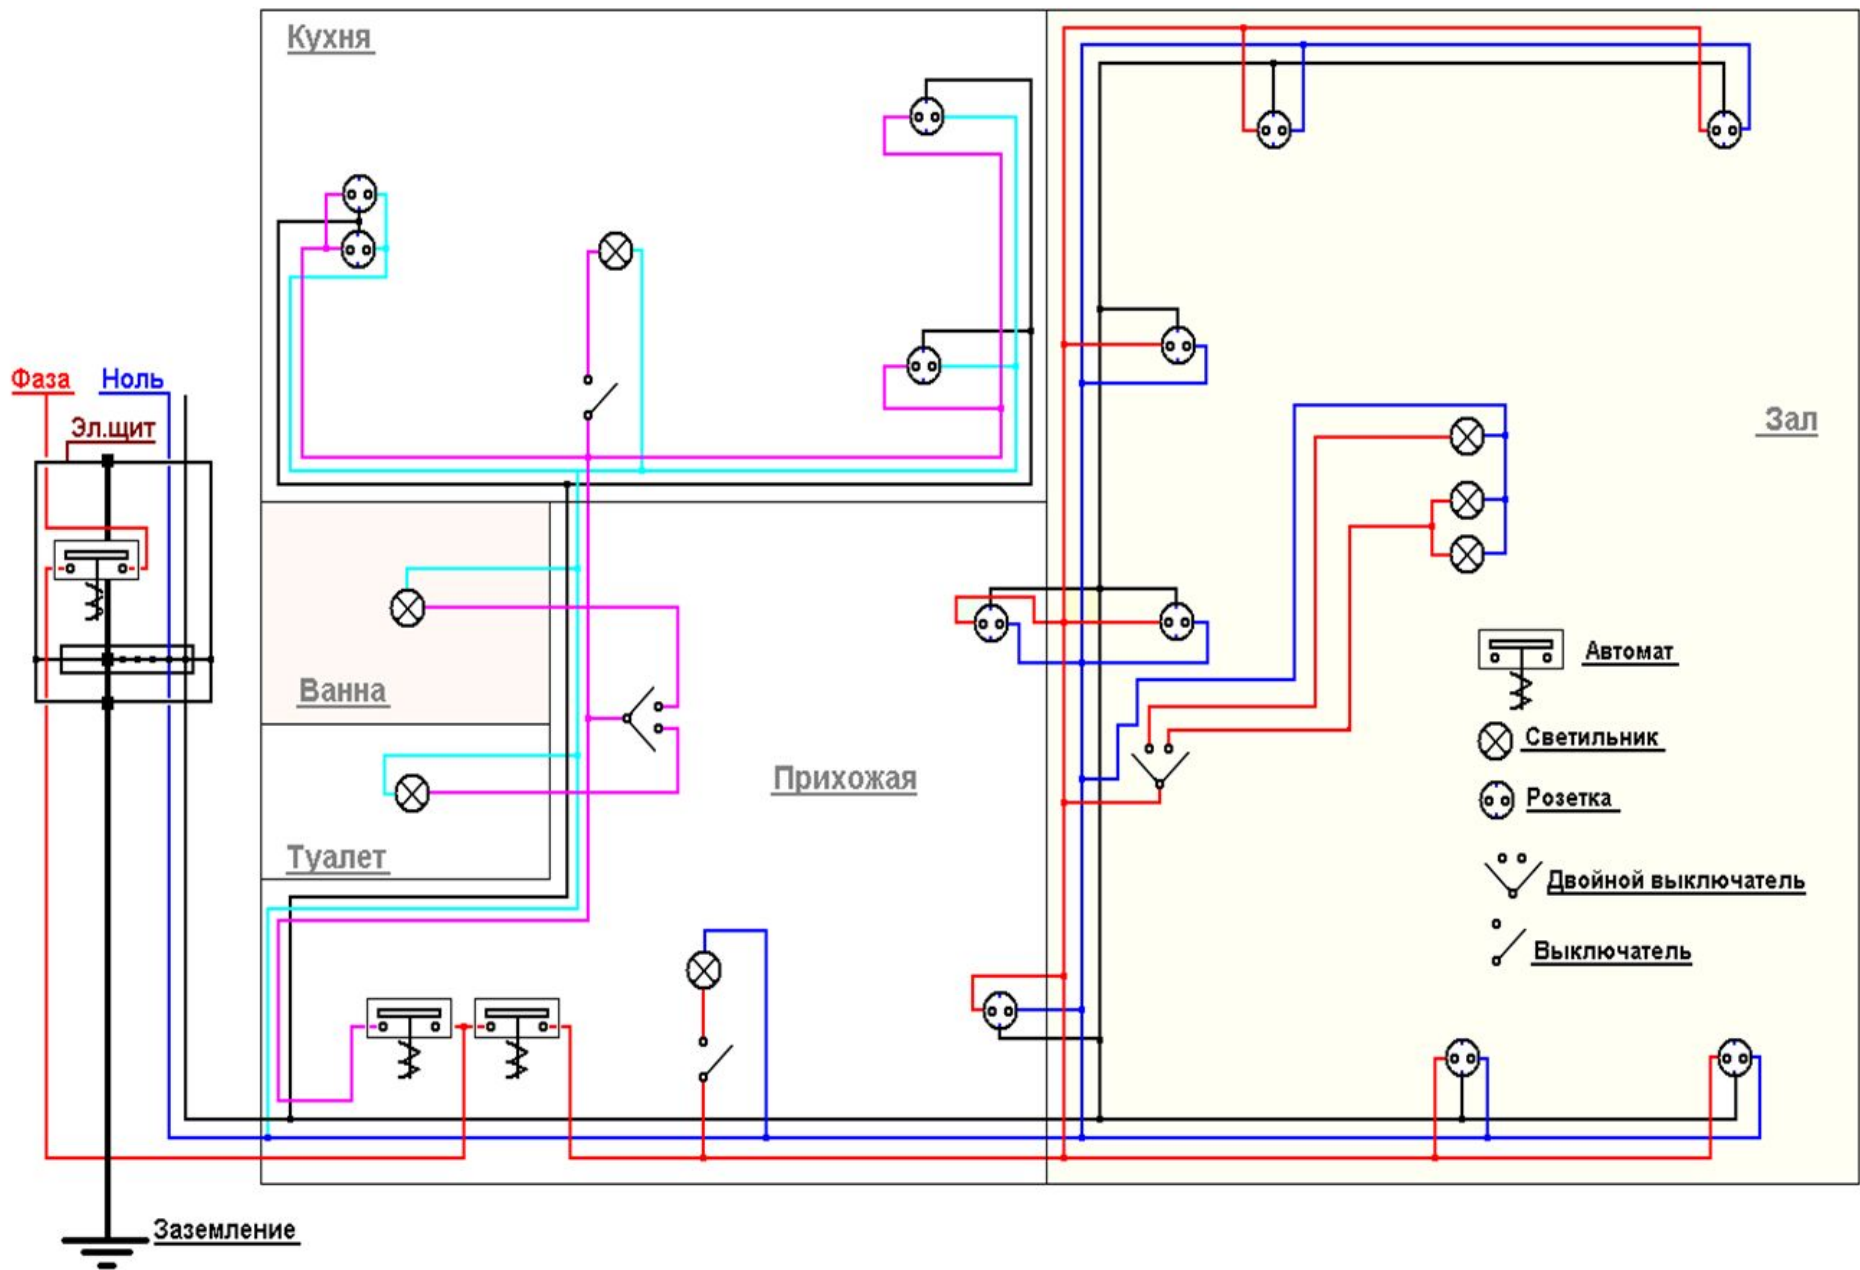 Кухня
Фаза
Ноль
Эл.щит
Зал
Ванна
Прихожая
Туалет
Автомат
Светильник
Розетка
Двойной выключатель
Выключатель
Заземление